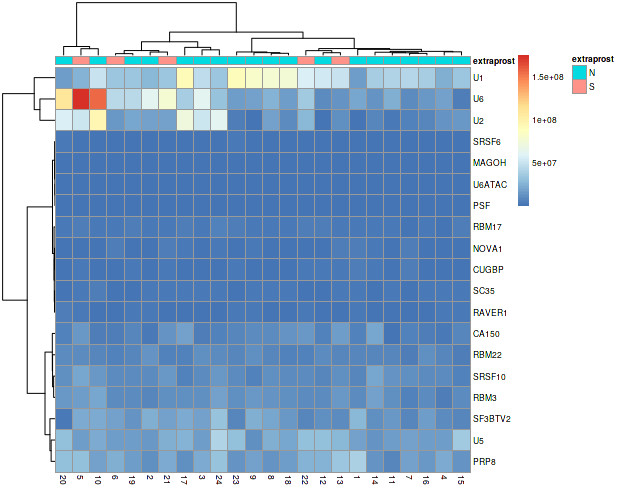 extraprost
extraprost
N
S
1.5e+08
1e+08
5e+07
U1
U6
U2
SRSF6
MAGOH
U6ATAC
PSF
RBM17
NOVA1
CUGBP
SC35
RAVER1
CA150
RBM22
SRSF10
RBM3
SF3BTV2
U5
PRP8
20 5 10 6 19 2 21 17 3 24 23 9 8 18 22 12 13 1 14 11 7 16 4 15